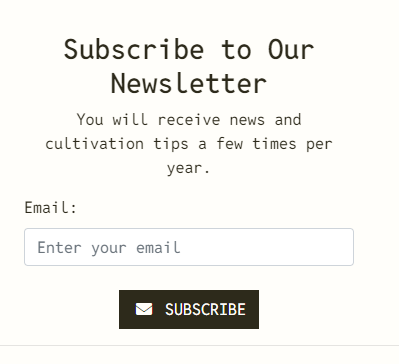 Subscribe to Our
Newsletter
You will receive news and
cultivation tips a few times per
year.
Email:
Enter your email
SUBSCRIBE